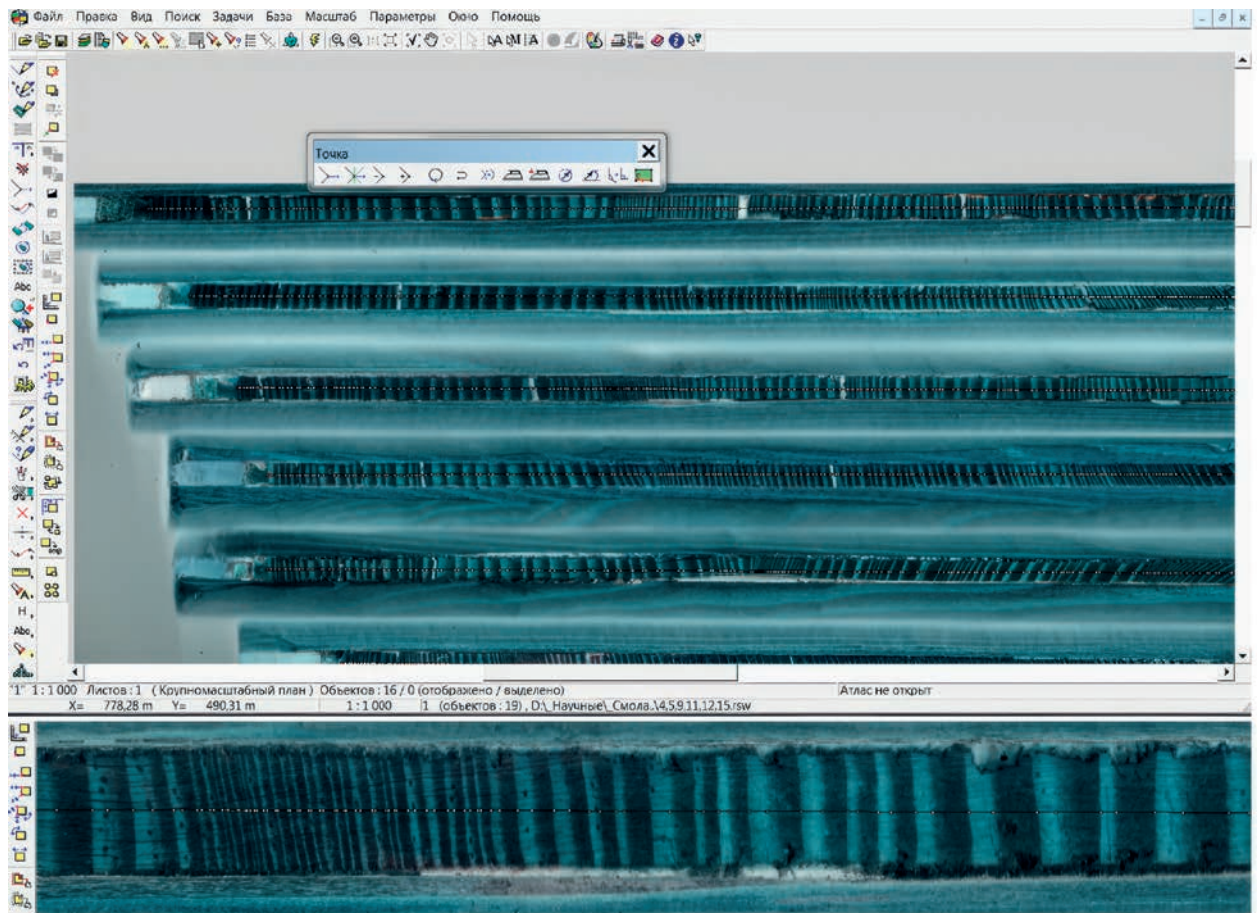 Файл Правка Вид Поиск Задачи База Масштаб Параметры Окно Помощь
Точка
Abc
Abc
"1" 1:1 000 Листов : 1 (Крупномасштабный план) Объектов : 16 / 0 (отображено / выделено) Атлас не открыт
X= 778,28 m Y= 490,31 m 1:1 000 1 (объектов : 19) , D:\_Научные\_Смола..\4,5,9.11,12.15.rsw